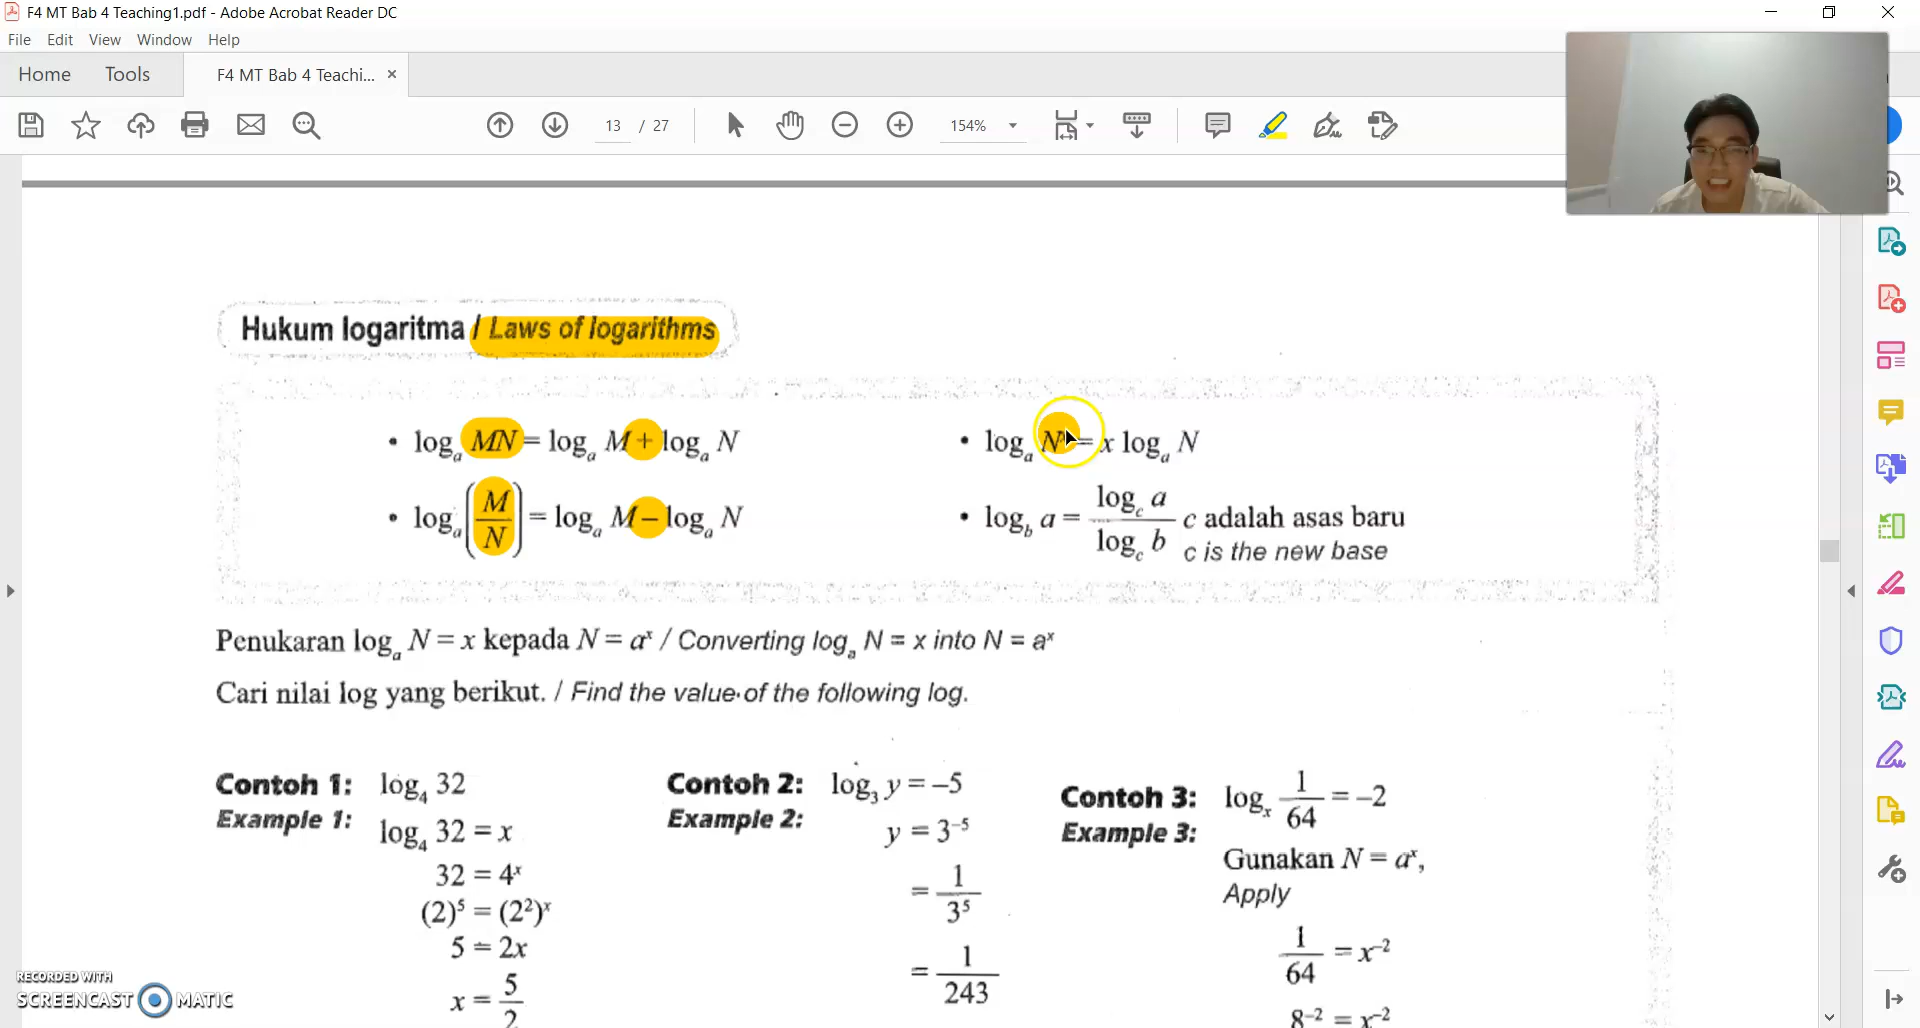 F4 MT Bab 4 Teaching1.pdf - Adobe Acrobat Reader DC
File Edit View Window Help
Home Tools F4 MT Bab 4 Teachi... ×
13 / 27 154%
Hukum logaritma / Laws of logarithms
• logₐ MN = logₐ M + logₐ N
• logₐ (M/N) = logₐ M − logₐ N
• logₐ Nˣ = x logₐ N
• log_b a = log_c a / log_c b c adalah asas baru
c is the new base
Penukaran logₐ N = x kepada N = aˣ / Converting logₐ N = x into N = aˣ
Cari nilai log yang berikut. / Find the value of the following log.
Contoh 1: log₄ 32
Example 1:
log₄ 32 = x
32 = 4ˣ
(2)⁵ = (2²)ˣ
5 = 2x
x = 5/2
Contoh 2: log₃ y = –5
Example 2:
y = 3⁻⁵
= 1/3⁵
= 1/243
Contoh 3: logₓ 1/64 = –2
Example 3:
Gunakan N = aˣ,
Apply
1/64 = x⁻²
8⁻² = x⁻²
RECORDED WITH
SCREENCAST MATIC